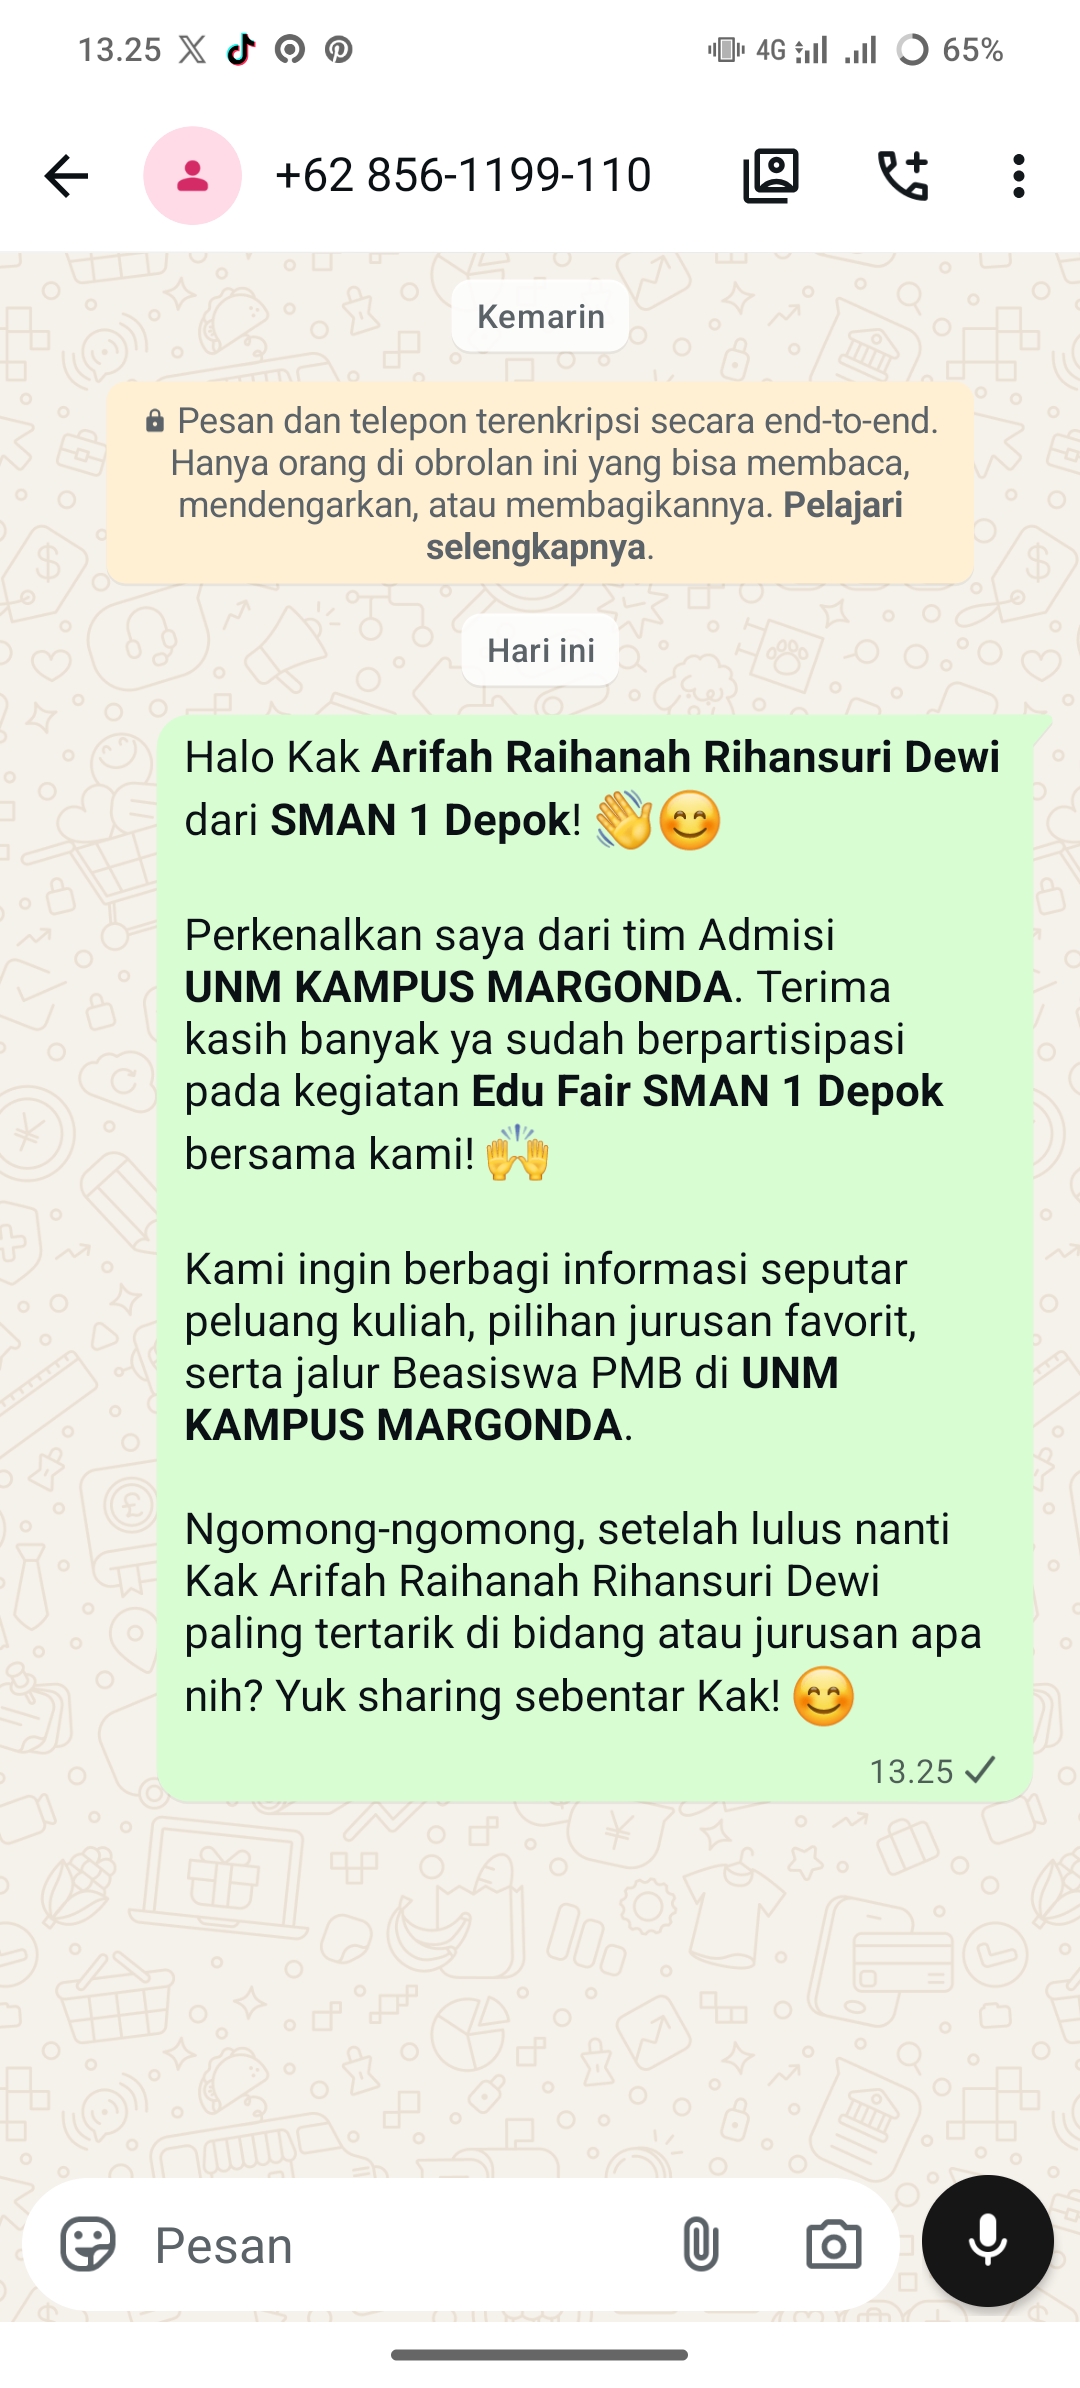 13.25
4G
65%
+62 856-1199-110
Kemarin
Pesan dan telepon terenkripsi secara end-to-end.
Hanya orang di obrolan ini yang bisa membaca,
mendengarkan, atau membagikannya. Pelajari
selengkapnya.
Hari ini
Halo Kak Arifah Raihanah Rihansuri Dewi
dari SMAN 1 Depok! 👋😊
Perkenalkan saya dari tim Admisi
UNM KAMPUS MARGONDA. Terima
kasih banyak ya sudah berpartisipasi
pada kegiatan Edu Fair SMAN 1 Depok
bersama kami! 🙌
Kami ingin berbagi informasi seputar
peluang kuliah, pilihan jurusan favorit,
serta jalur Beasiswa PMB di UNM
KAMPUS MARGONDA.
Ngomong-ngomong, setelah lulus nanti
Kak Arifah Raihanah Rihansuri Dewi
paling tertarik di bidang atau jurusan apa
nih? Yuk sharing sebentar Kak! 😊
13.25
Pesan